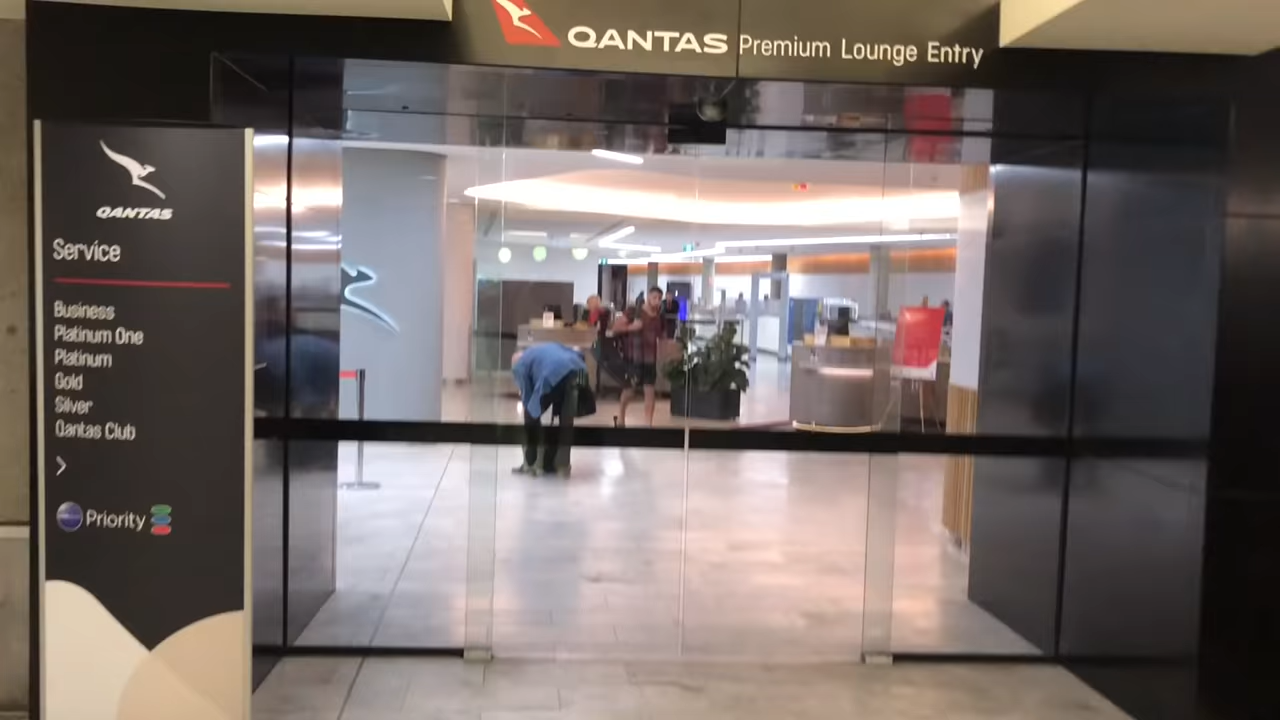 QANTAS Premium Lounge Entry
QANTAS
Service
Business
Platinum One
Platinum
Gold
Silver
Qantas Club
Priority